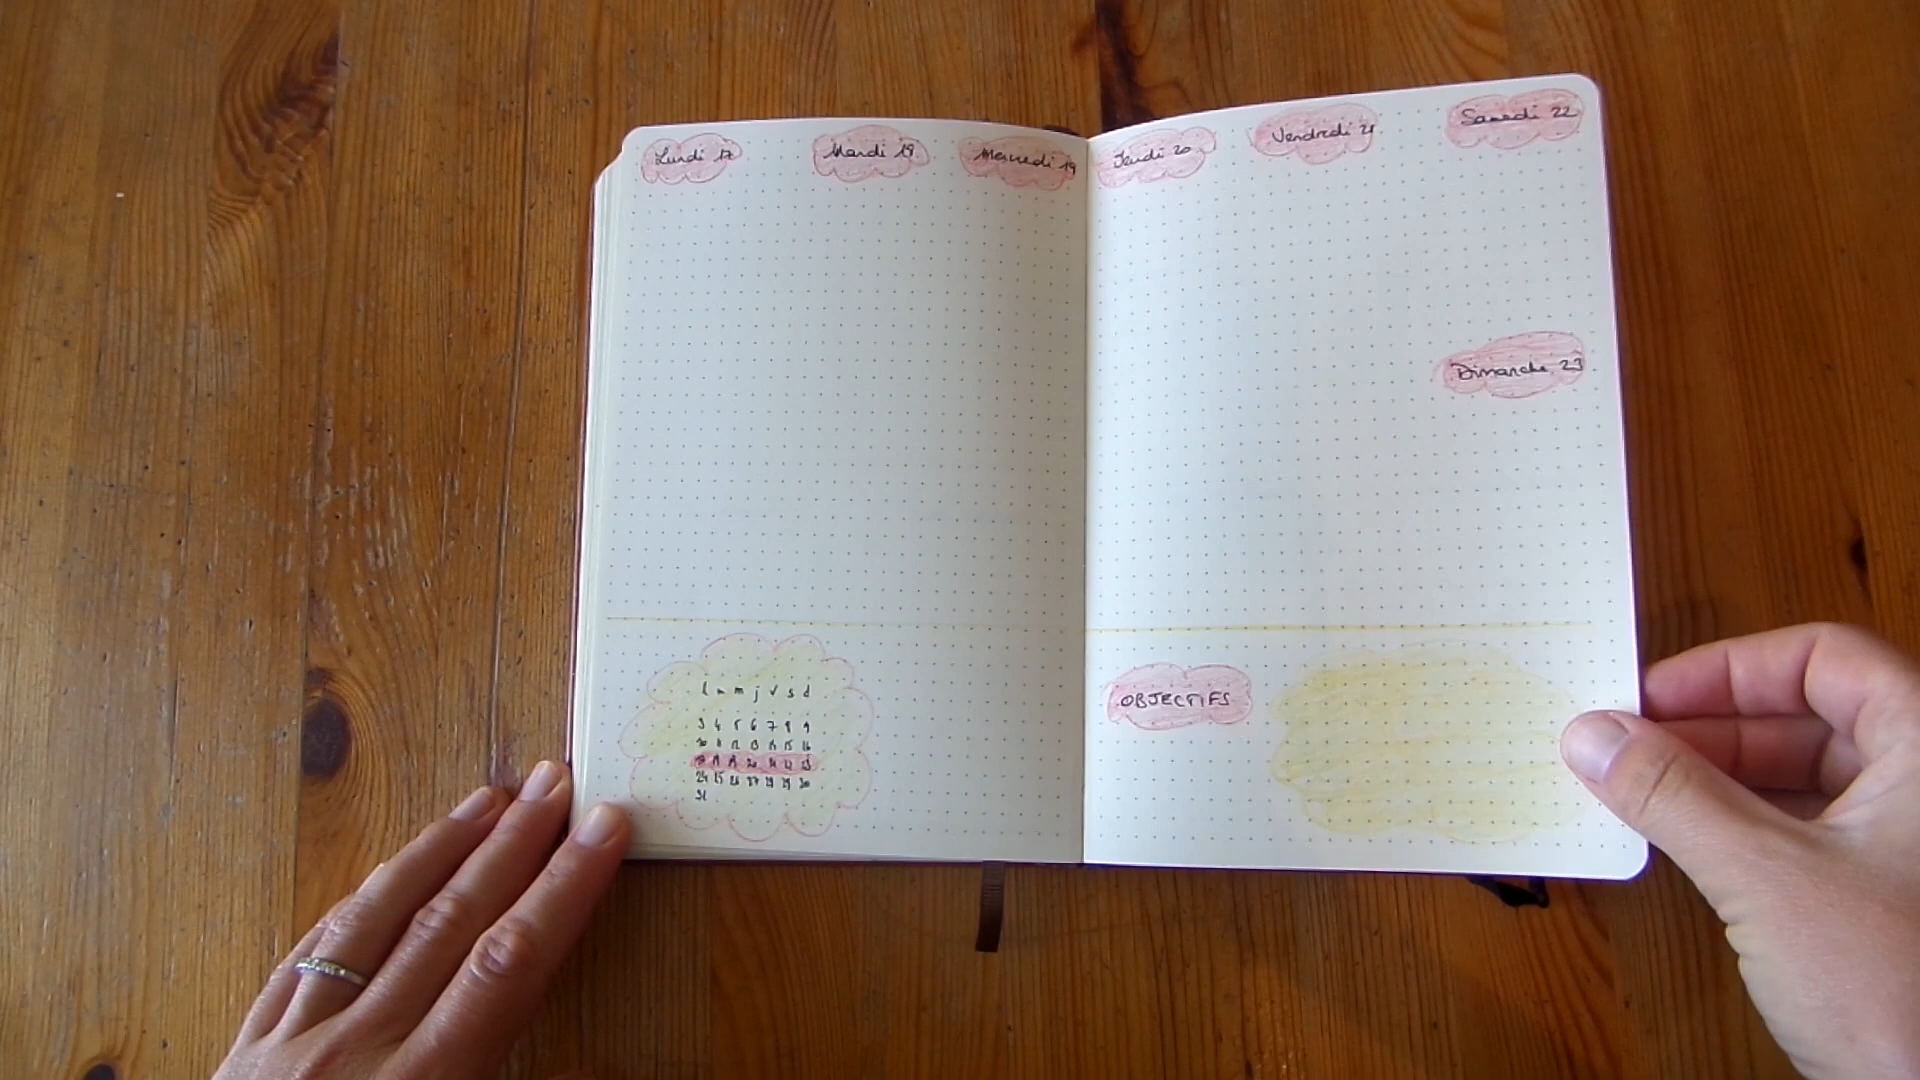 Lundi 17
Mardi 18
Mercredi 19
Jeudi 20
Vendredi 21
Samedi 22
Dimanche 23
l m m j v s d
3 4 5 6 7 8 9
10 11 12 13 14 15 16
17 18 19 20 21 22 23
24 25 26 27 28 29 30
31
OBJECTIFS